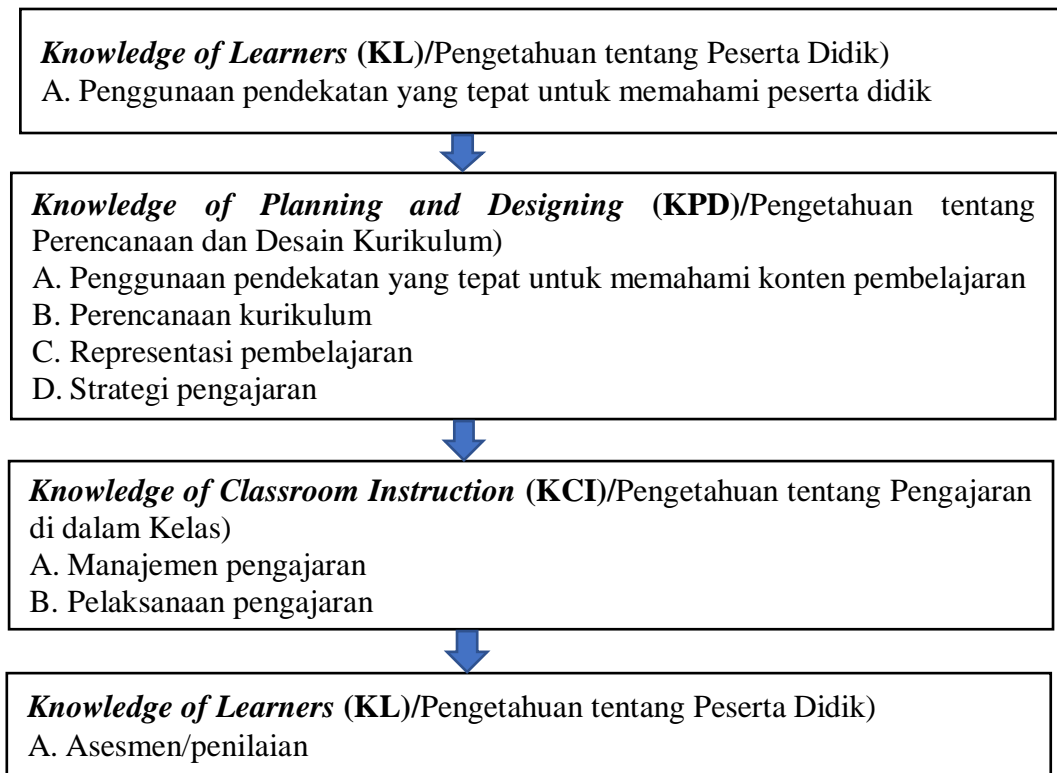 Knowledge of Learners (KL)/Pengetahuan tentang Peserta Didik)
A. Penggunaan pendekatan yang tepat untuk memahami peserta didik
Knowledge of Planning and Designing (KPD)/Pengetahuan tentang
Perencanaan dan Desain Kurikulum)
A. Penggunaan pendekatan yang tepat untuk memahami konten pembelajaran
B. Perencanaan kurikulum
C. Representasi pembelajaran
D. Strategi pengajaran
Knowledge of Classroom Instruction (KCI)/Pengetahuan tentang Pengajaran
di dalam Kelas)
A. Manajemen pengajaran
B. Pelaksanaan pengajaran
Knowledge of Learners (KL)/Pengetahuan tentang Peserta Didik)
A. Asesmen/penilaian